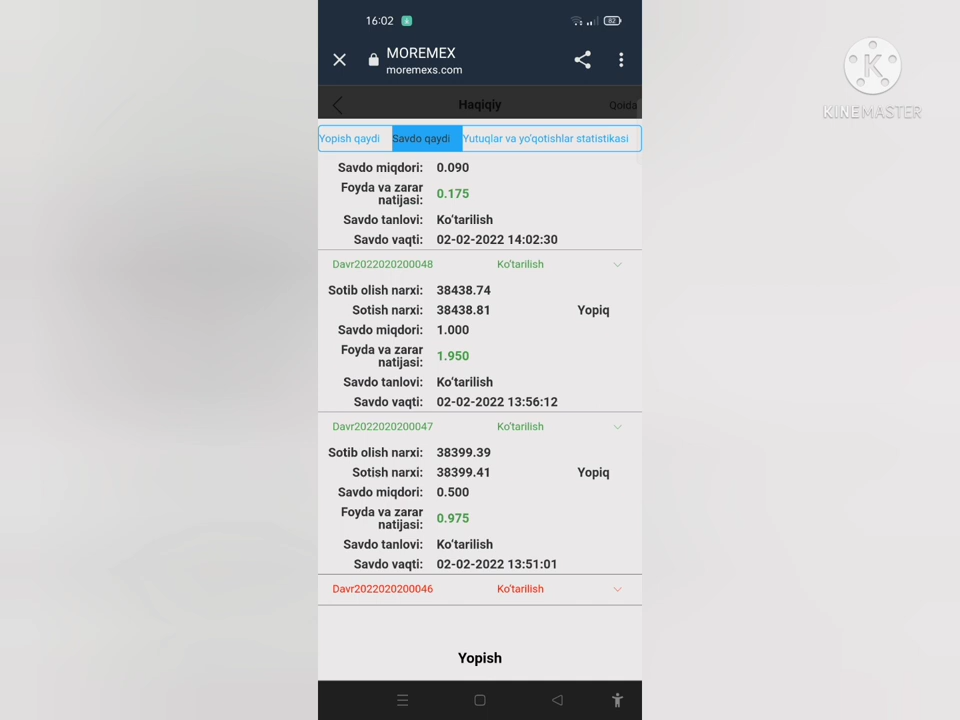 16:02
82
MOREMEX
moremexs.com
Haqiqiy
Qoida
Yopish qaydi
Savdo qaydi
Yutuqlar va yo‘qotishlar statistikasi
Savdo miqdori: 0.090
Foyda va zarar
natijasi: 0.175
Savdo tanlovi: Ko‘tarilish
Savdo vaqti: 02-02-2022 14:02:30
Davr2022020200048 Ko‘tarilish
Sotib olish narxi: 38438.74
Sotish narxi: 38438.81 Yopiq
Savdo miqdori: 1.000
Foyda va zarar
natijasi: 1.950
Savdo tanlovi: Ko‘tarilish
Savdo vaqti: 02-02-2022 13:56:12
Davr2022020200047 Ko‘tarilish
Sotib olish narxi: 38399.39
Sotish narxi: 38399.41 Yopiq
Savdo miqdori: 0.500
Foyda va zarar
natijasi: 0.975
Savdo tanlovi: Ko‘tarilish
Savdo vaqti: 02-02-2022 13:51:01
Davr2022020200046 Ko‘tarilish
Yopish
K
KINEMASTER